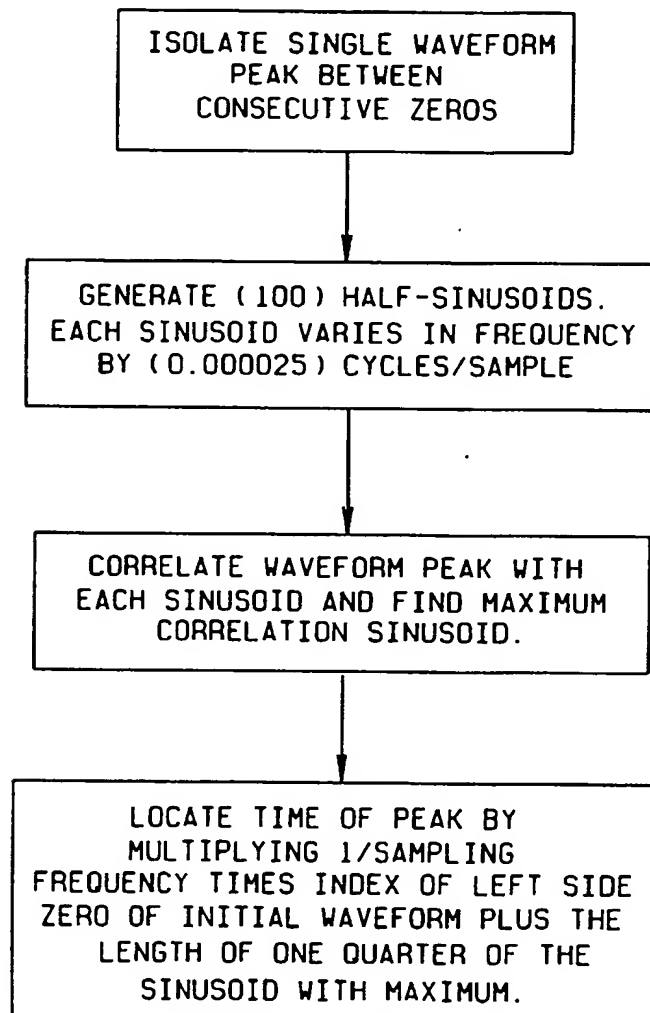 ISOLATE SINGLE WAVEFORM
PEAK BETWEEN
CONSECUTIVE ZEROS
GENERATE (100) HALF-SINUSOIDS.
EACH SINUSOID VARIES IN FREQUENCY
BY (0.000025) CYCLES/SAMPLE
CORRELATE WAVEFORM PEAK WITH
EACH SINUSOID AND FIND MAXIMUM
CORRELATION SINUSOID.
LOCATE TIME OF PEAK BY
MULTIPLYING 1/SAMPLING
FREQUENCY TIMES INDEX OF LEFT SIDE
ZERO OF INITIAL WAVEFORM PLUS THE
LENGTH OF ONE QUARTER OF THE
SINUSOID WITH MAXIMUM.